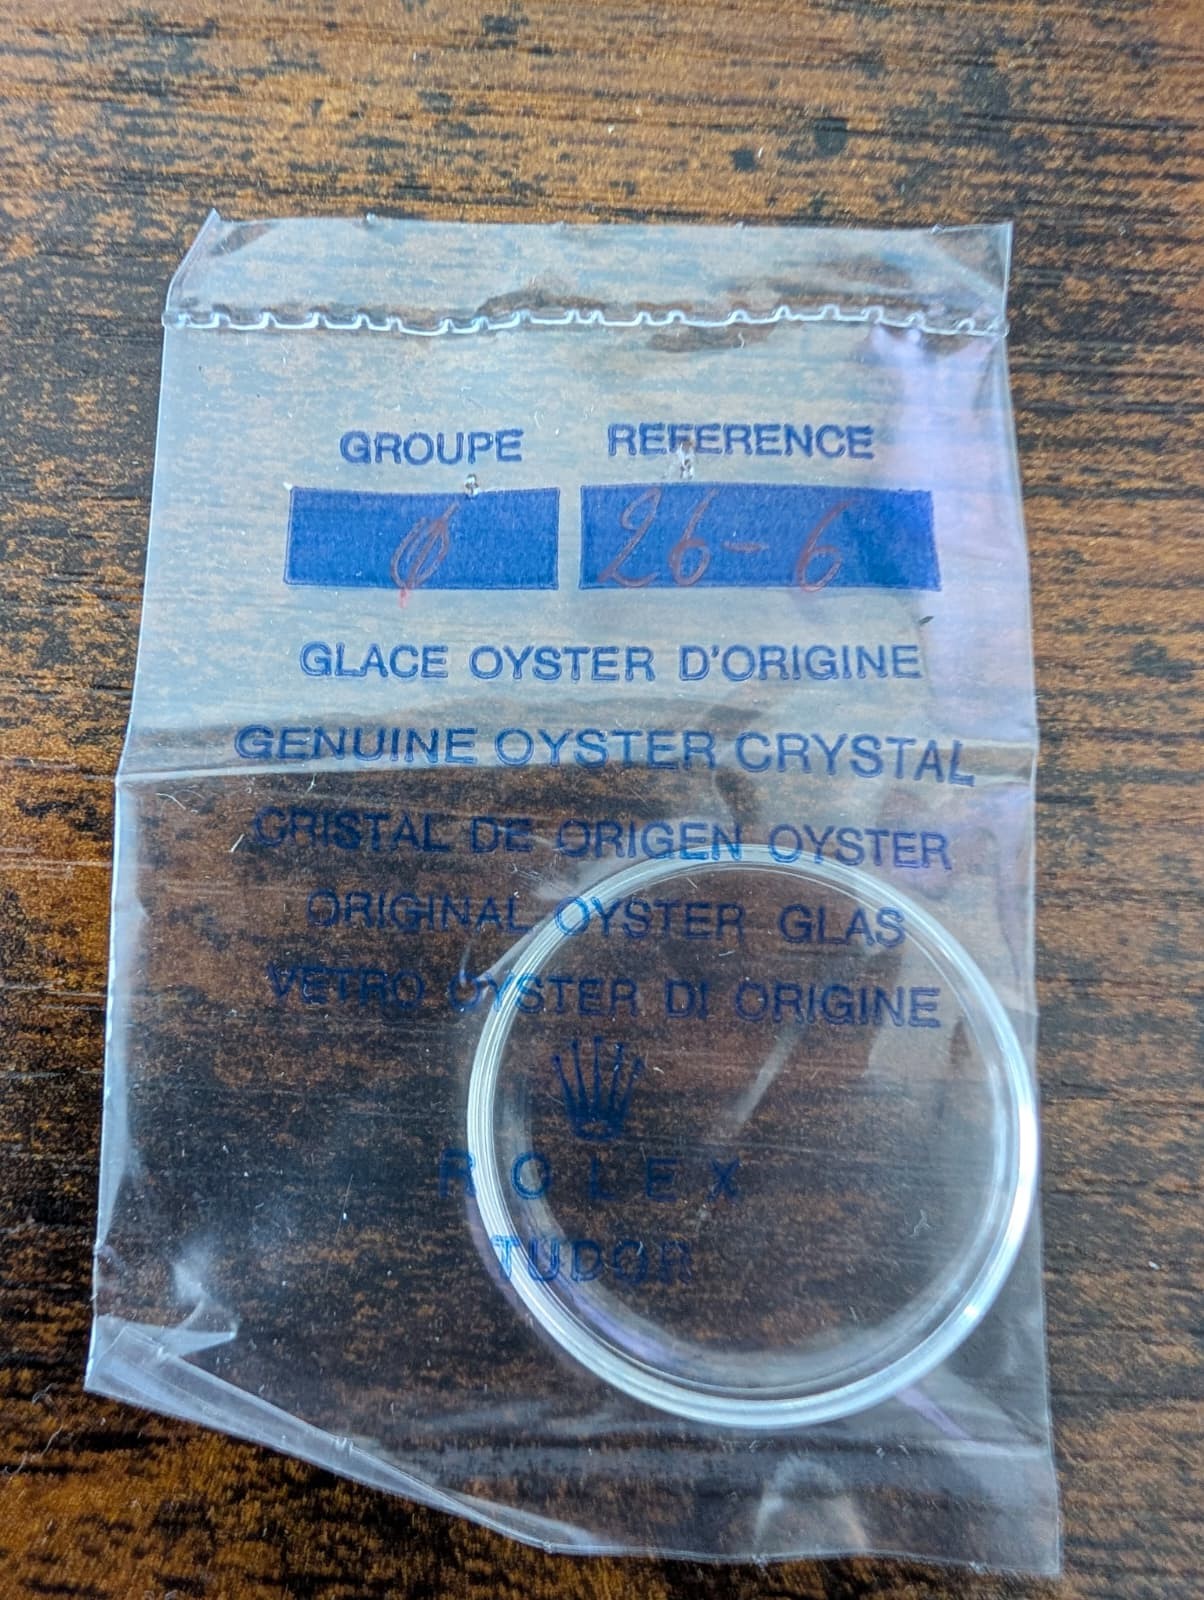 GROUPE REFERENCE
φ 26-6
GLACE OYSTER D'ORIGINE
GENUINE OYSTER CRYSTAL
CRISTAL DE ORIGEN OYSTER
ORIGINAL OYSTER GLAS
VETRO OYSTER DI ORIGINE
ROLEX
TUDOR